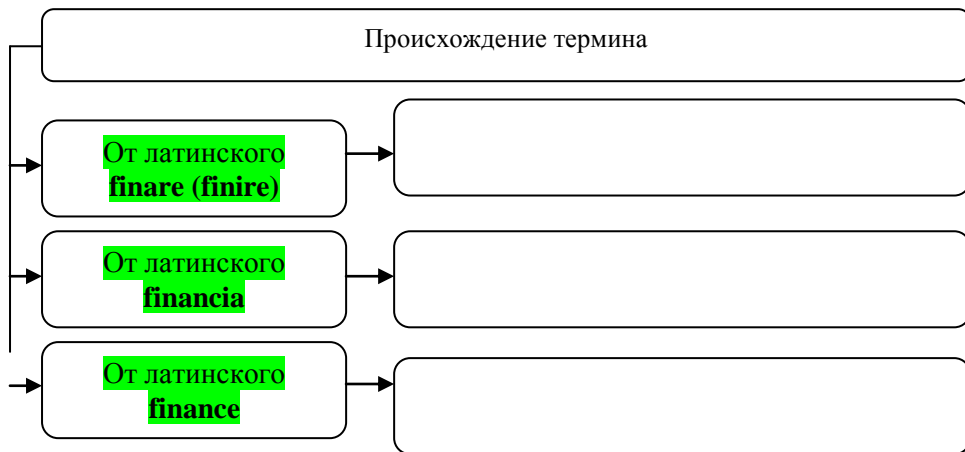 Происхождение термина
От латинского
finare (finire)
От латинского
financia
От латинского
finance